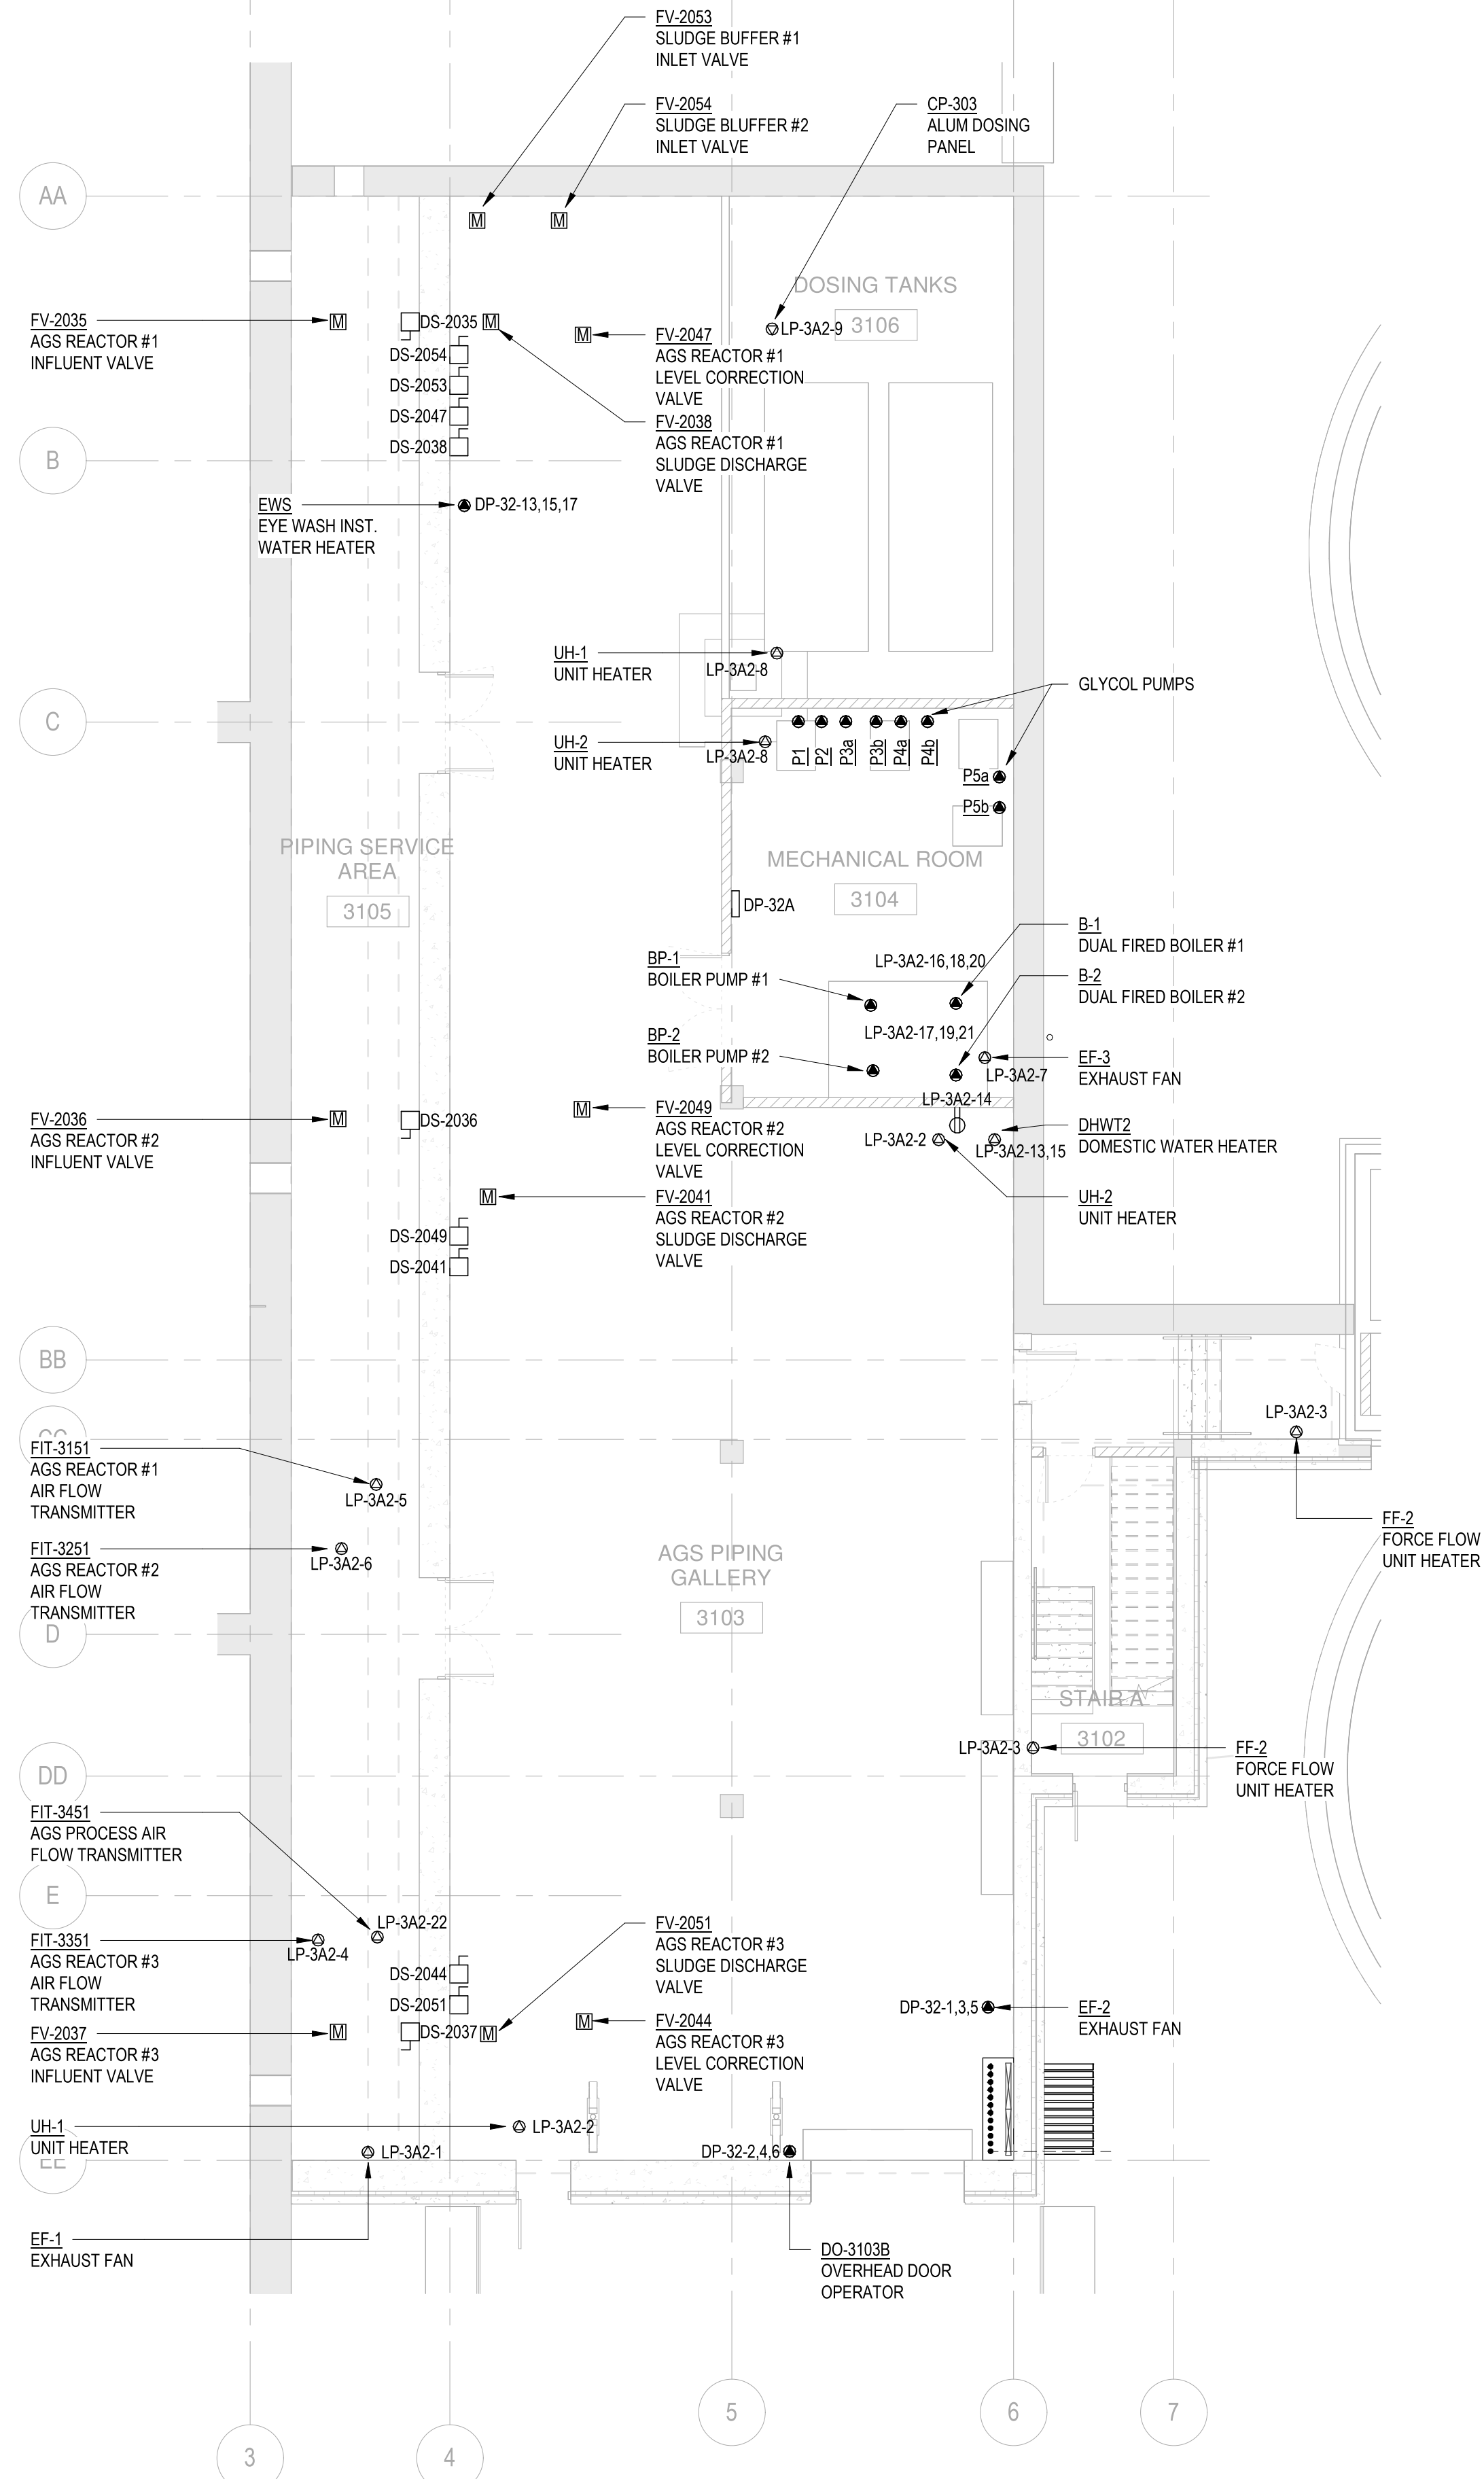 FV-2053
SLUDGE BUFFER #1
INLET VALVE
FV-2054
SLUDGE BLUFFER #2
INLET VALVE
CP-303
ALUM DOSING
PANEL
AA
M
M
DOSING TANKS
3106
LP-3A2-9
FV-2035
AGS REACTOR #1
INFLUENT VALVE
M
DS-2035
M
M
FV-2047
AGS REACTOR #1
LEVEL CORRECTION
VALVE
DS-2054
DS-2053
DS-2047
DS-2038
FV-2038
AGS REACTOR #1
SLUDGE DISCHARGE
VALVE
B
EWS
EYE WASH INST.
WATER HEATER
DP-32-13,15,17
UH-1
UNIT HEATER
LP-3A2-8
GLYCOL PUMPS
C
UH-2
UNIT HEATER
LP-3A2-8
P1
P2
P3a
P3b
P4a
P4b
P5a
P5b
PIPING SERVICE
AREA
3105
MECHANICAL ROOM
3104
DP-32A
B-1
DUAL FIRED BOILER #1
BP-1
BOILER PUMP #1
LP-3A2-16,18,20
B-2
DUAL FIRED BOILER #2
LP-3A2-17,19,21
BP-2
BOILER PUMP #2
EF-3
EXHAUST FAN
LP-3A2-7
LP-3A2-14
FV-2036
AGS REACTOR #2
INFLUENT VALVE
M
DS-2036
M
FV-2049
AGS REACTOR #2
LEVEL CORRECTION
VALVE
LP-3A2-2
LP-3A2-13,15
DHWT2
DOMESTIC WATER HEATER
M
FV-2041
AGS REACTOR #2
SLUDGE DISCHARGE
VALVE
UH-2
UNIT HEATER
DS-2049
DS-2041
BB
CC
LP-3A2-3
FIT-3151
AGS REACTOR #1
AIR FLOW
TRANSMITTER
LP-3A2-5
FF-2
FORCE FLOW
UNIT HEATER
FIT-3251
AGS REACTOR #2
AIR FLOW
TRANSMITTER
LP-3A2-6
AGS PIPING
GALLERY
3103
D
STAIR A
3102
LP-3A2-3
FF-2
FORCE FLOW
UNIT HEATER
DD
FIT-3451
AGS PROCESS AIR
FLOW TRANSMITTER
E
LP-3A2-22
FIT-3351
AGS REACTOR #3
AIR FLOW
TRANSMITTER
LP-3A2-4
FV-2051
AGS REACTOR #3
SLUDGE DISCHARGE
VALVE
DS-2044
DS-2051
DP-32-1,3,5
EF-2
EXHAUST FAN
FV-2037
AGS REACTOR #3
INFLUENT VALVE
M
DS-2037
M
M
FV-2044
AGS REACTOR #3
LEVEL CORRECTION
VALVE
UH-1
UNIT HEATER
LP-3A2-2
EE
LP-3A2-1
DP-32-2,4,6
EF-1
EXHAUST FAN
DO-3103B
OVERHEAD DOOR
OPERATOR
3
4
5
6
7